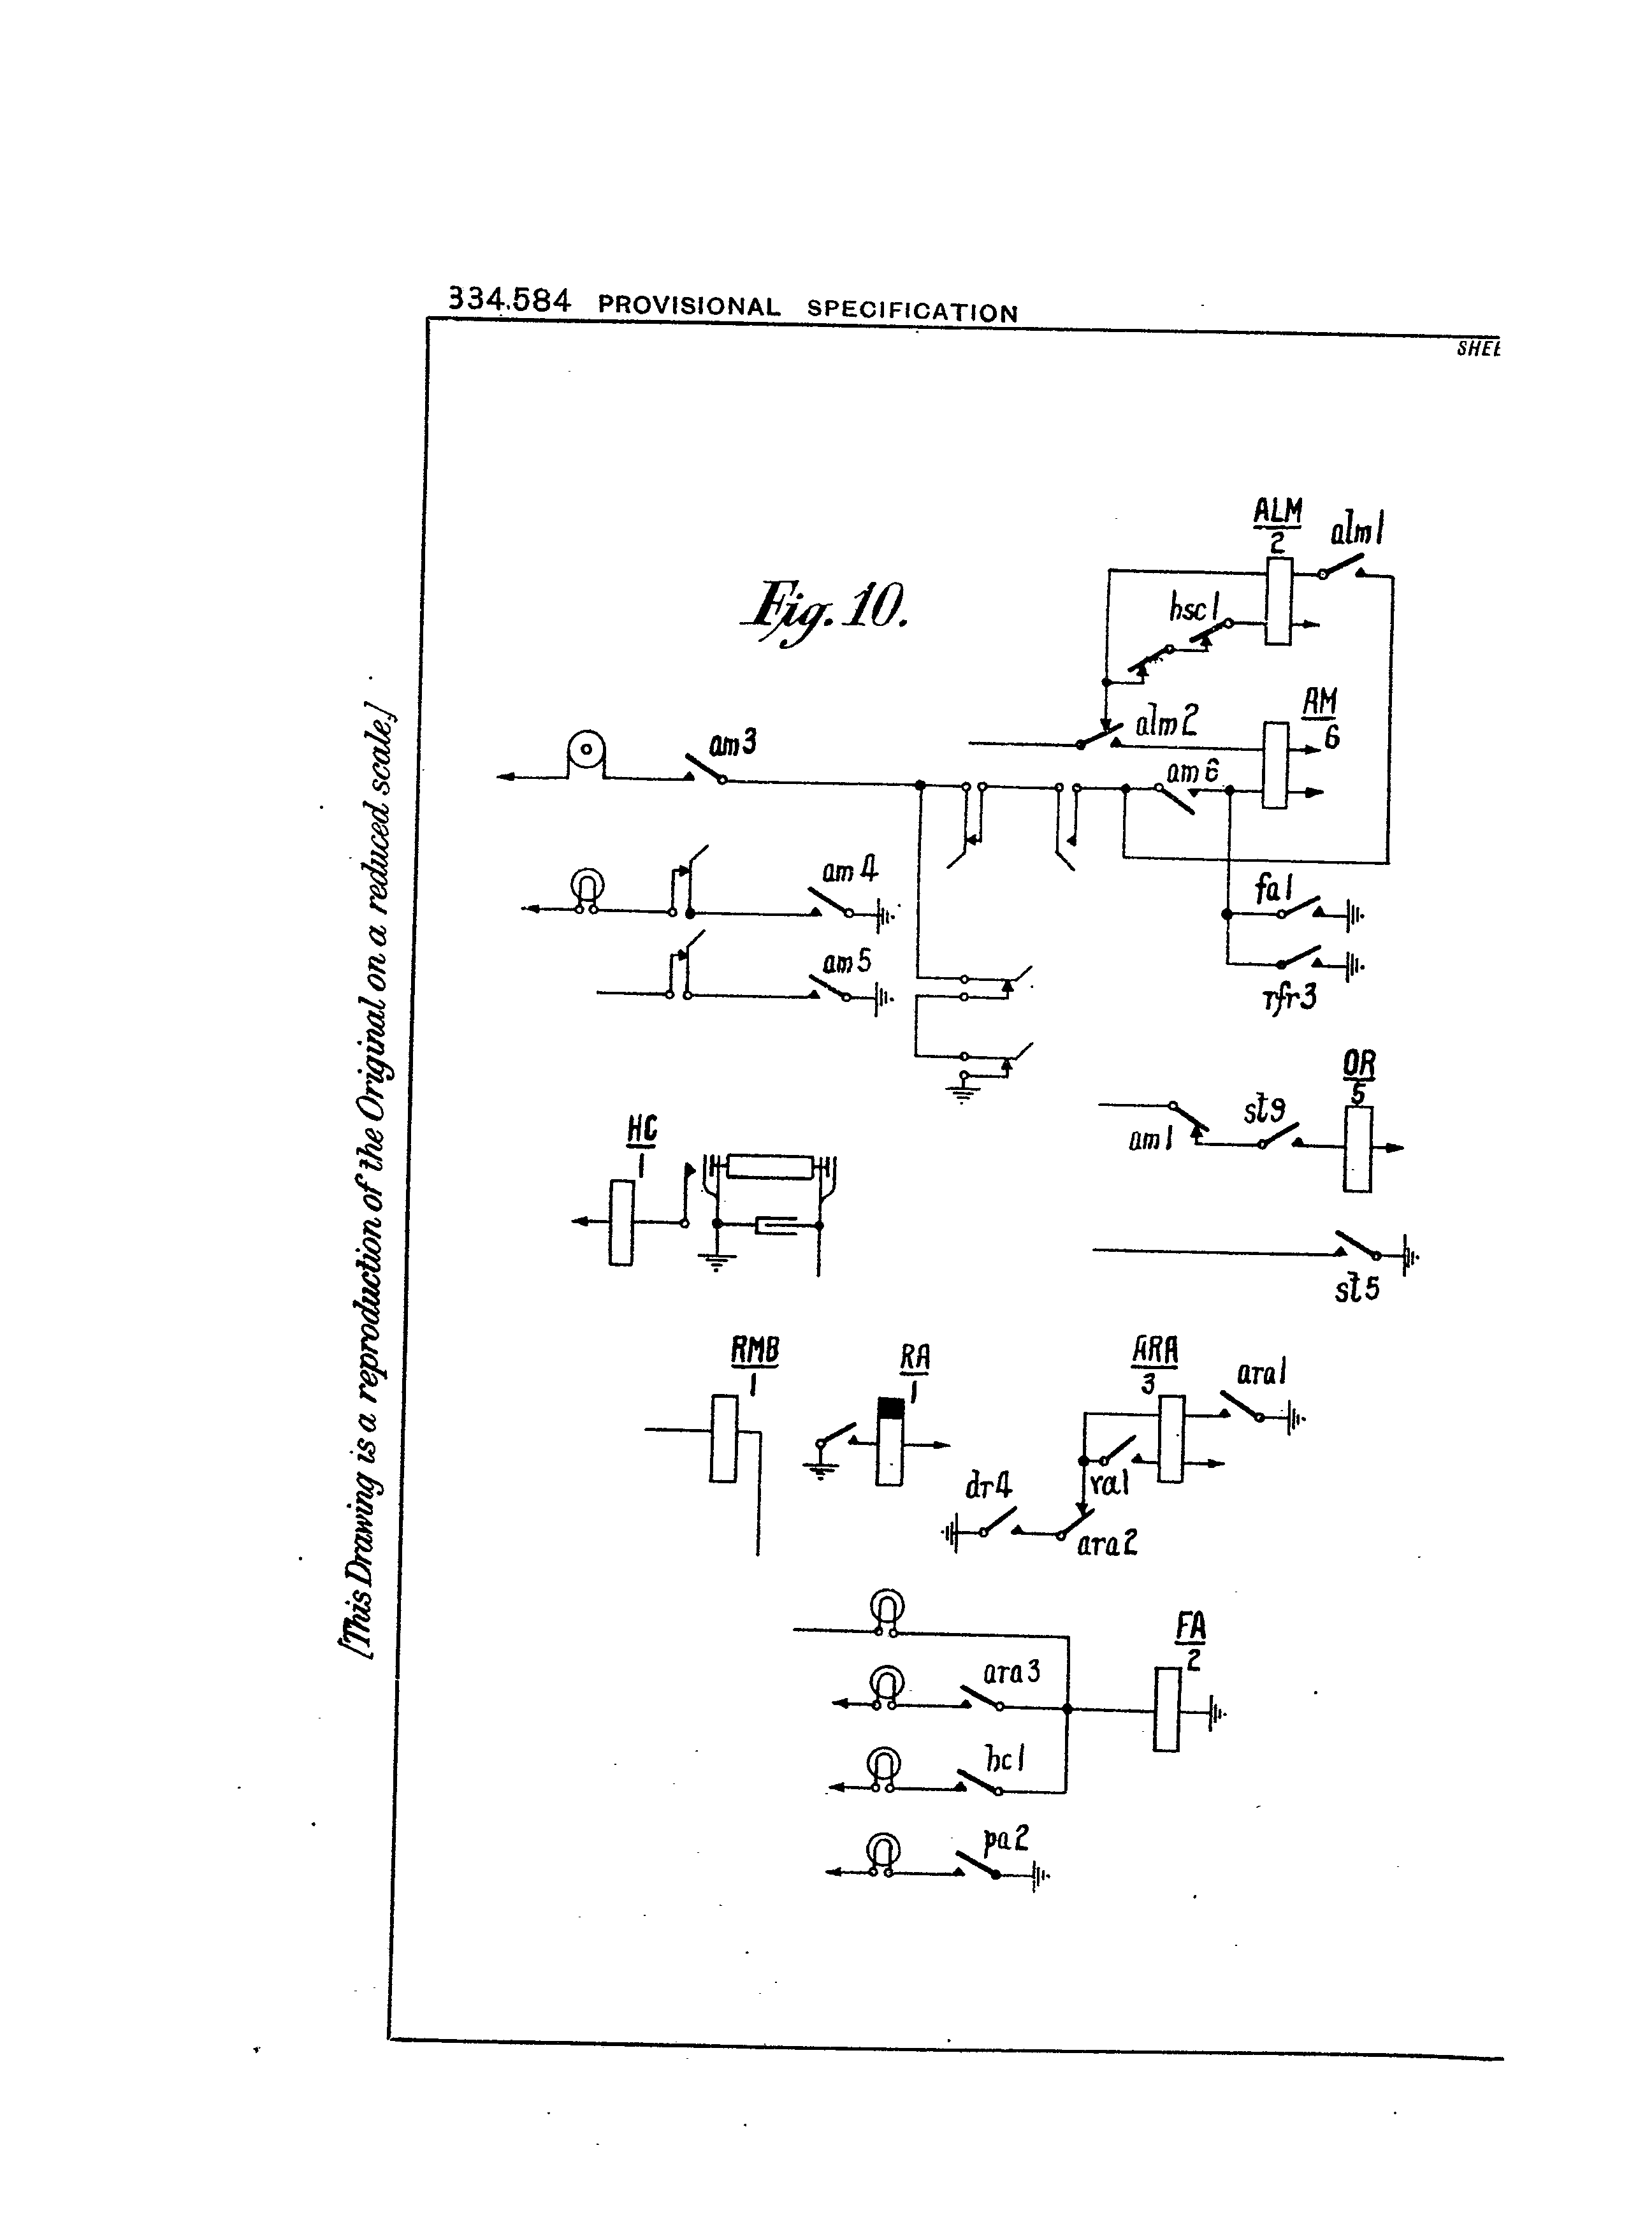 334.584 PROVISIONAL SPECIFICATION
SHEE
[This Drawing is a reproduction of the Original on a reduced scale.]
Fig. 10.
ALM
2
alm1
hsc1
AM
6
alm2
am3
am6
am4
fa1
am5
rfr3
OR
5
st9
am1
HC
1
st5
RMB
1
RA
1
ARA
3
ara1
ra1
dr4
ara2
FA
2
ara3
hc1
pa2